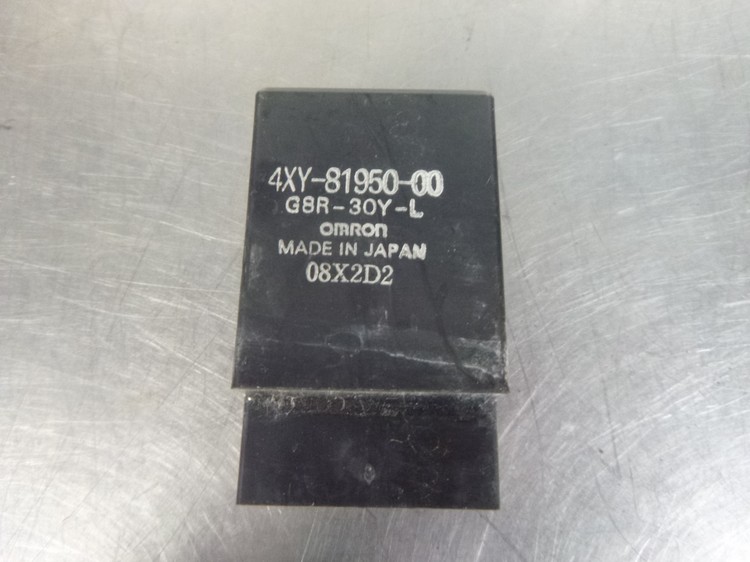 4XY-81950-00
G8R-30Y-L
omron
MADE IN JAPAN
08X2D2